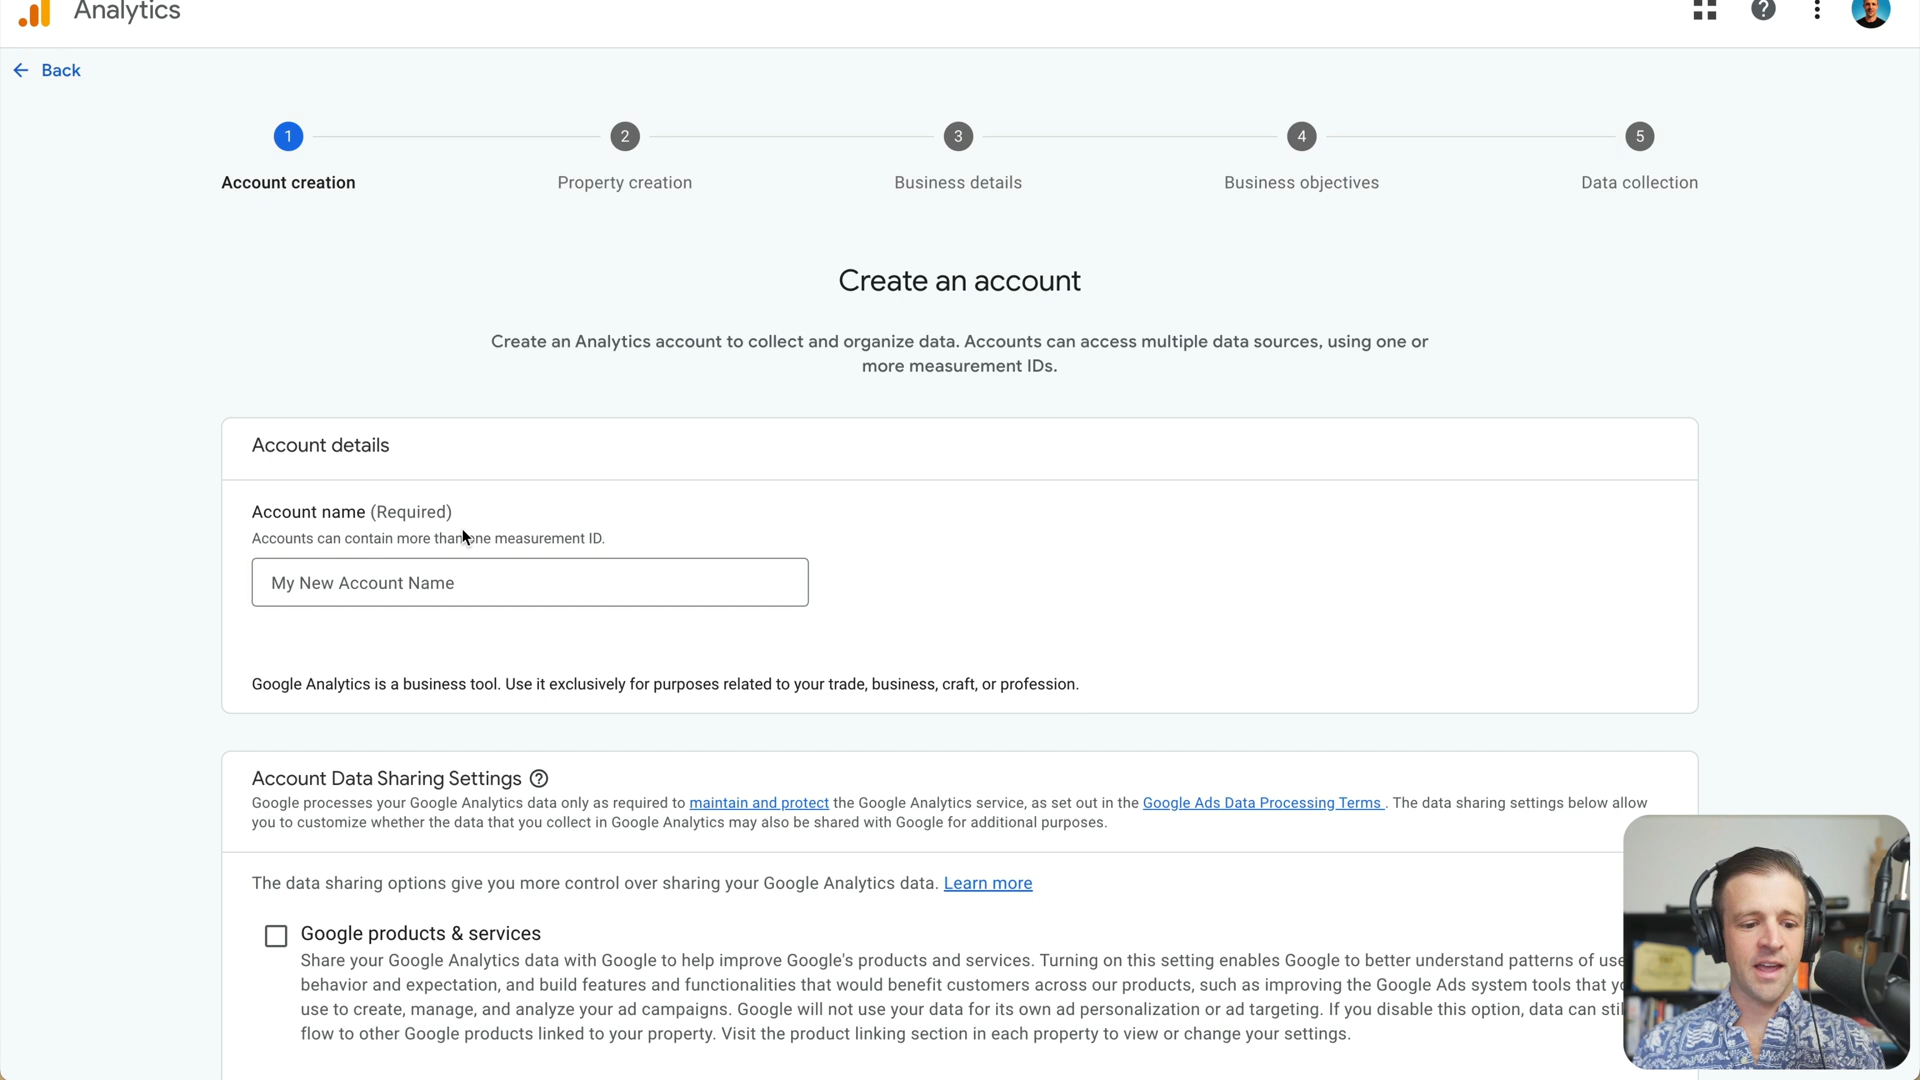 Analytics
Back
1
2
3
4
5
Account creation
Property creation
Business details
Business objectives
Data collection
Create an account
Create an Analytics account to collect and organize data. Accounts can access multiple data sources, using one or
more measurement IDs.
Account details
Account name (Required)
Accounts can contain more than one measurement ID.
My New Account Name
Google Analytics is a business tool. Use it exclusively for purposes related to your trade, business, craft, or profession.
Account Data Sharing Settings
Google processes your Google Analytics data only as required to maintain and protect the Google Analytics service, as set out in the Google Ads Data Processing Terms . The data sharing settings below allow
you to customize whether the data that you collect in Google Analytics may also be shared with Google for additional purposes.
The data sharing options give you more control over sharing your Google Analytics data. Learn more
Google products & services
Share your Google Analytics data with Google to help improve Google's products and services. Turning on this setting enables Google to better understand patterns of use
behavior and expectation, and build features and functionalities that would benefit customers across our products, such as improving the Google Ads system tools that
use to create, manage, and analyze your ad campaigns. Google will not use your data for its own ad personalization or ad targeting. If you disable this option, data can
flow to other Google products linked to your property. Visit the product linking section in each property to view or change your settings.